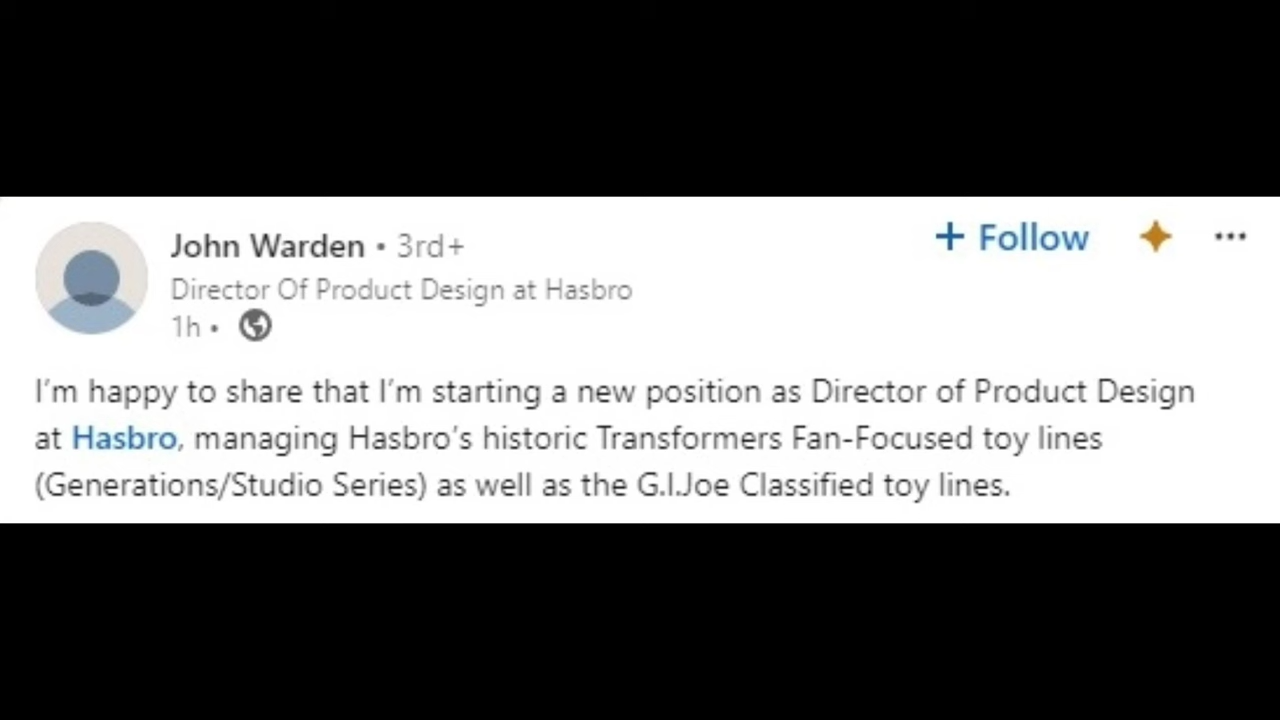 John Warden • 3rd+
Director Of Product Design at Hasbro
1h •
+ Follow
I'm happy to share that I'm starting a new position as Director of Product Design
at Hasbro, managing Hasbro's historic Transformers Fan-Focused toy lines
(Generations/Studio Series) as well as the G.I.Joe Classified toy lines.